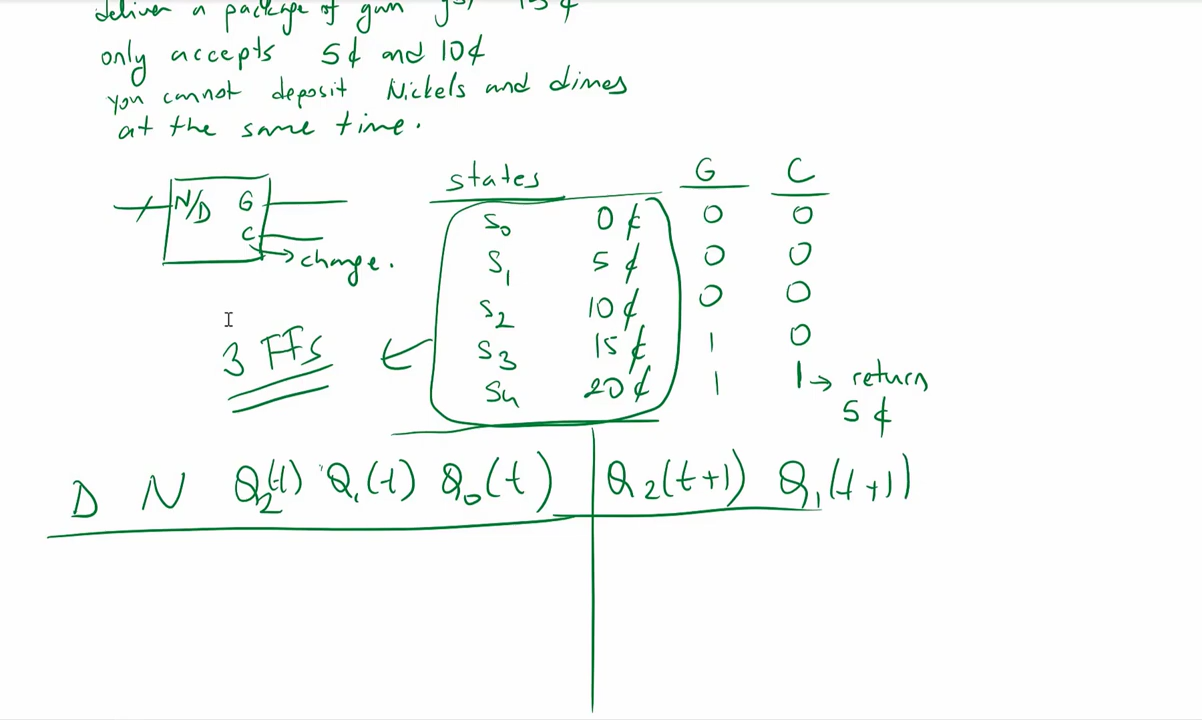 deliver a package of gum for 15 ¢
only accepts 5¢ and 10¢
you cannot deposit Nickels and dimes
at the same time.
states G C
N/D G
C
→ change.
S0 0 ¢ 0 0
S1 5 ¢ 0 0
S2 10 ¢ 0 0
S3 15 ¢ 1 0
S4 20 ¢ 1 1 → return
5 ¢
3 FFs ←
D N Q2(t) Q1(t) Q0(t) Q2(t+1) Q1(t+1)